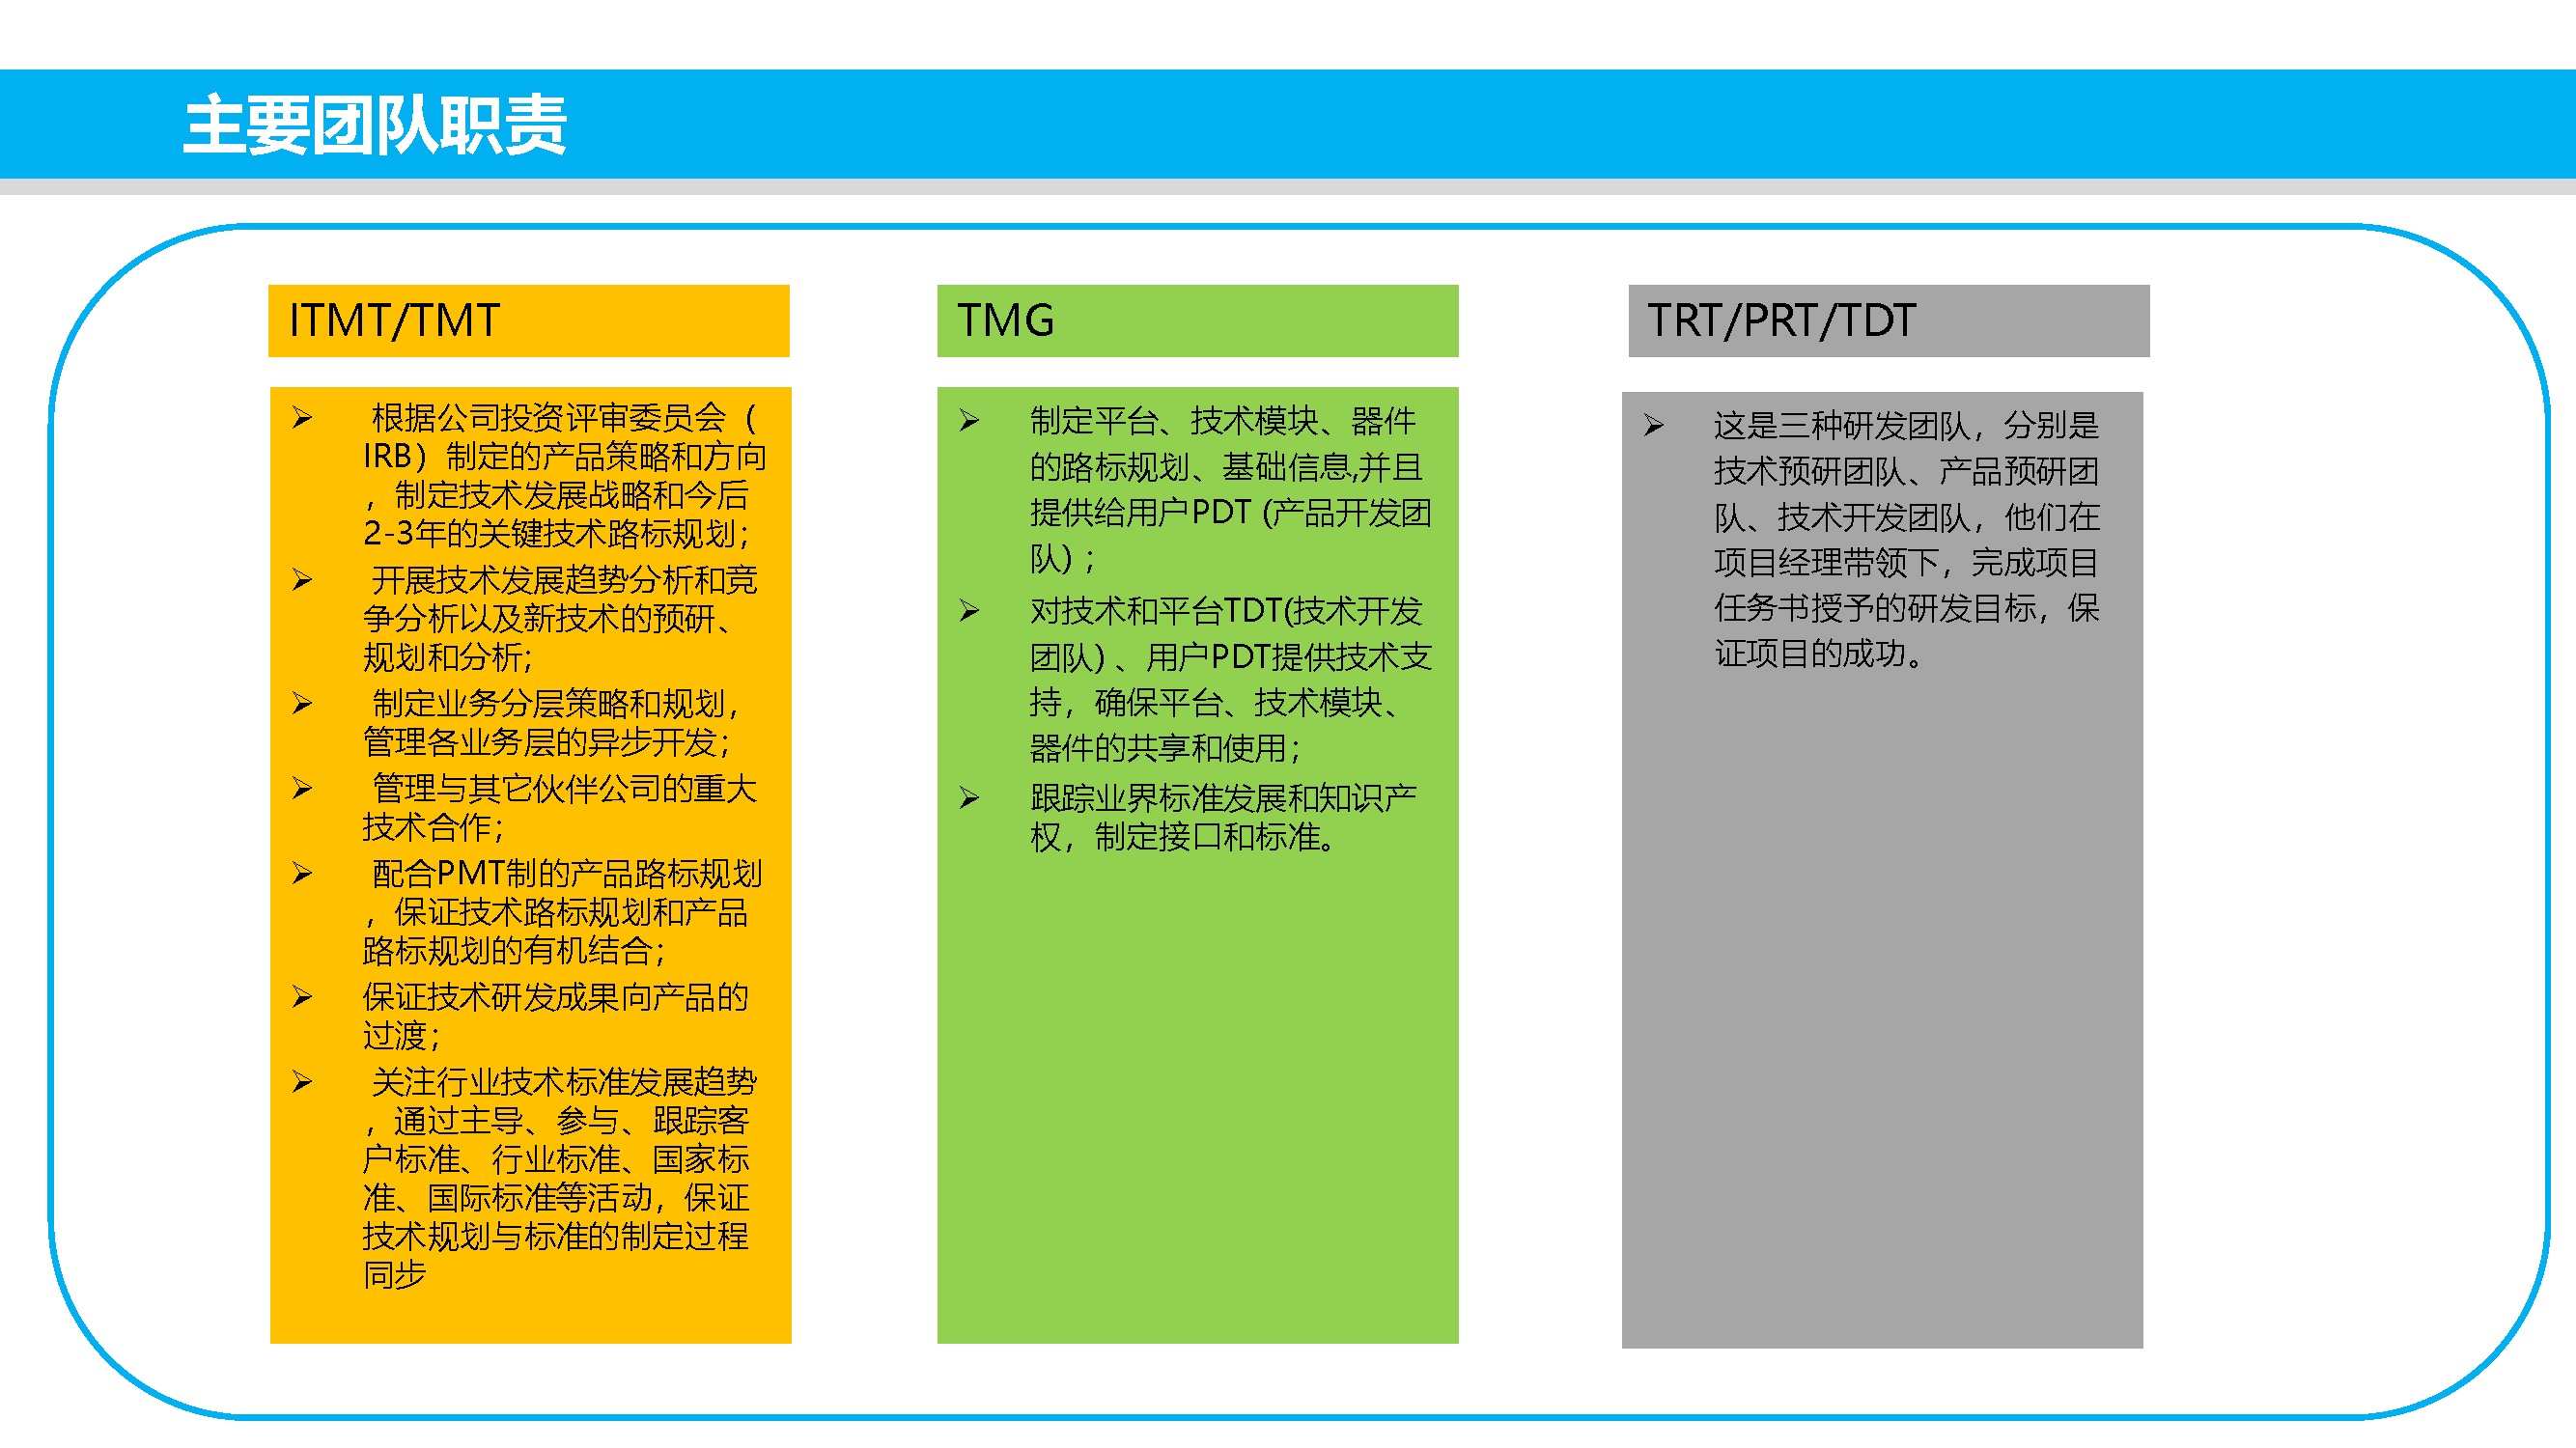 主要团队职责
ITMT/TMT
➢ 根据公司投资评审委员会（
IRB）制定的产品策略和方向
，制定技术发展战略和今后
2-3年的关键技术路标规划；
➢ 开展技术发展趋势分析和竞
争分析以及新技术的预研、
规划和分析;
➢ 制定业务分层策略和规划，
管理各业务层的异步开发；
➢ 管理与其它伙伴公司的重大
技术合作；
➢ 配合PMT制的产品路标规划
，保证技术路标规划和产品
路标规划的有机结合；
➢ 保证技术研发成果向产品的
过渡；
➢ 关注行业技术标准发展趋势
，通过主导、参与、跟踪客
户标准、行业标准、国家标
准、国际标准等活动，保证
技术规划与标准的制定过程
同步
TMG
➢ 制定平台、技术模块、器件
的路标规划、基础信息,并且
提供给用户PDT (产品开发团
队) ；
➢ 对技术和平台TDT(技术开发
团队) 、用户PDT提供技术支
持，确保平台、技术模块、
器件的共享和使用；
➢ 跟踪业界标准发展和知识产
权，制定接口和标准。
TRT/PRT/TDT
➢ 这是三种研发团队，分别是
技术预研团队、产品预研团
队、技术开发团队，他们在
项目经理带领下，完成项目
任务书授予的研发目标，保
证项目的成功。